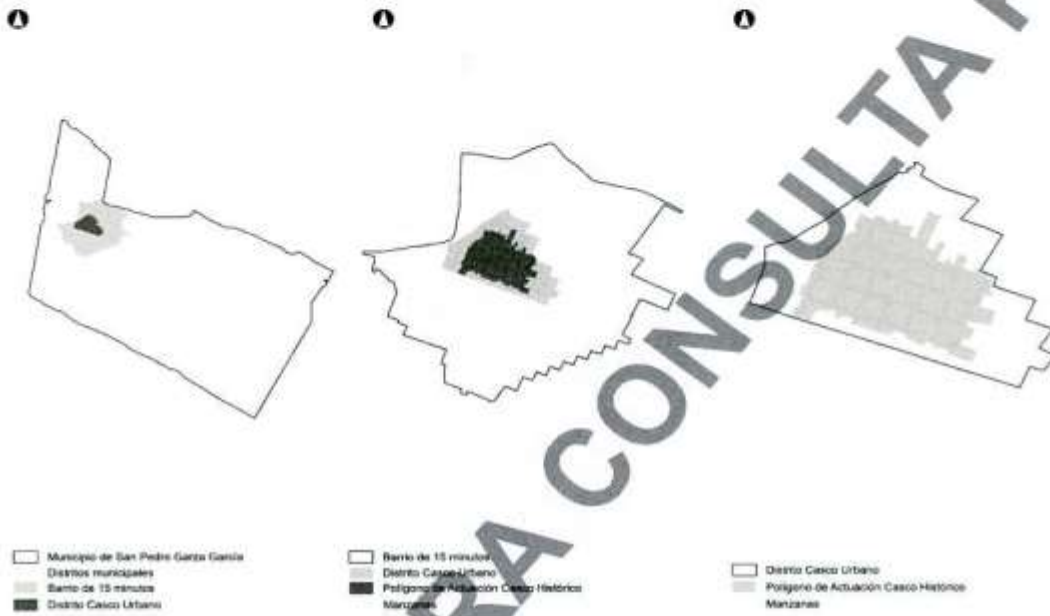 Municipio de San Pedro Garza García
Distritos municipales
Barrio de 15 minutos
Distrito Casco Urbano
Barrio de 15 minutos
Distrito Casco Urbano
Polígono de Actuación Casco Histórico
Manzanas
Distrito Casco Urbano
Polígono de Actuación Casco Histórico
Manzanas
CONSULTA